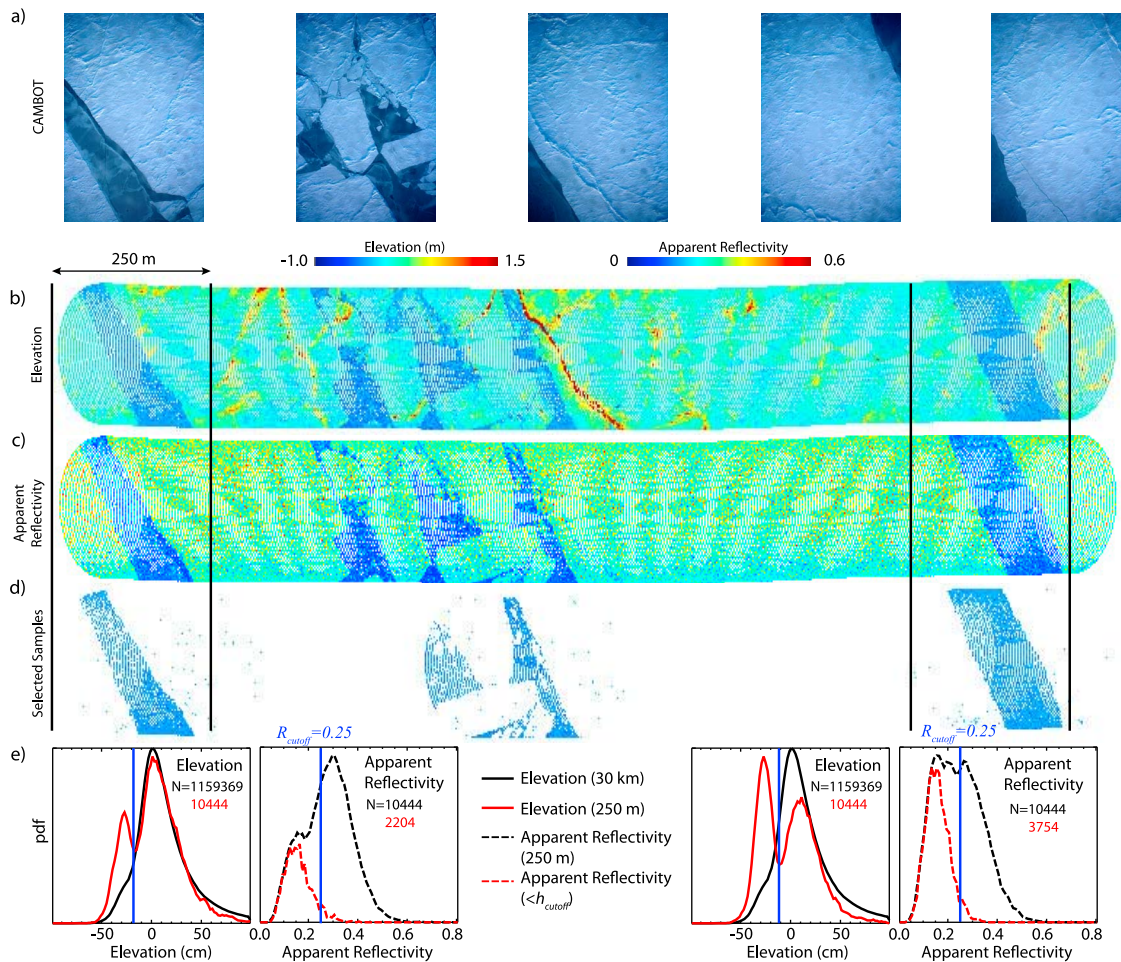 a)
CAMBOT
Elevation (m)
-1.0
1.5
Apparent Reflectivity
0
0.6
250 m
b)
Elevation
c)
Apparent
Reflectivity
d)
Selected Samples
e)
pdf
Elevation
N=1159369
10444
-50
0
50
Elevation (cm)
R_cutoff=0.25
Apparent
Reflectivity
N=10444
2204
0.0
0.2
0.4
0.6
0.8
Apparent Reflectivity
Elevation (30 km)
Elevation (250 m)
Apparent Reflectivity
(250 m)
Apparent Reflectivity
(<h_cutoff)
Elevation
N=1159369
10444
-50
0
50
Elevation (cm)
R_cutoff=0.25
Apparent
Reflectivity
N=10444
3754
0.0
0.2
0.4
0.6
0.8
Apparent Reflectivity